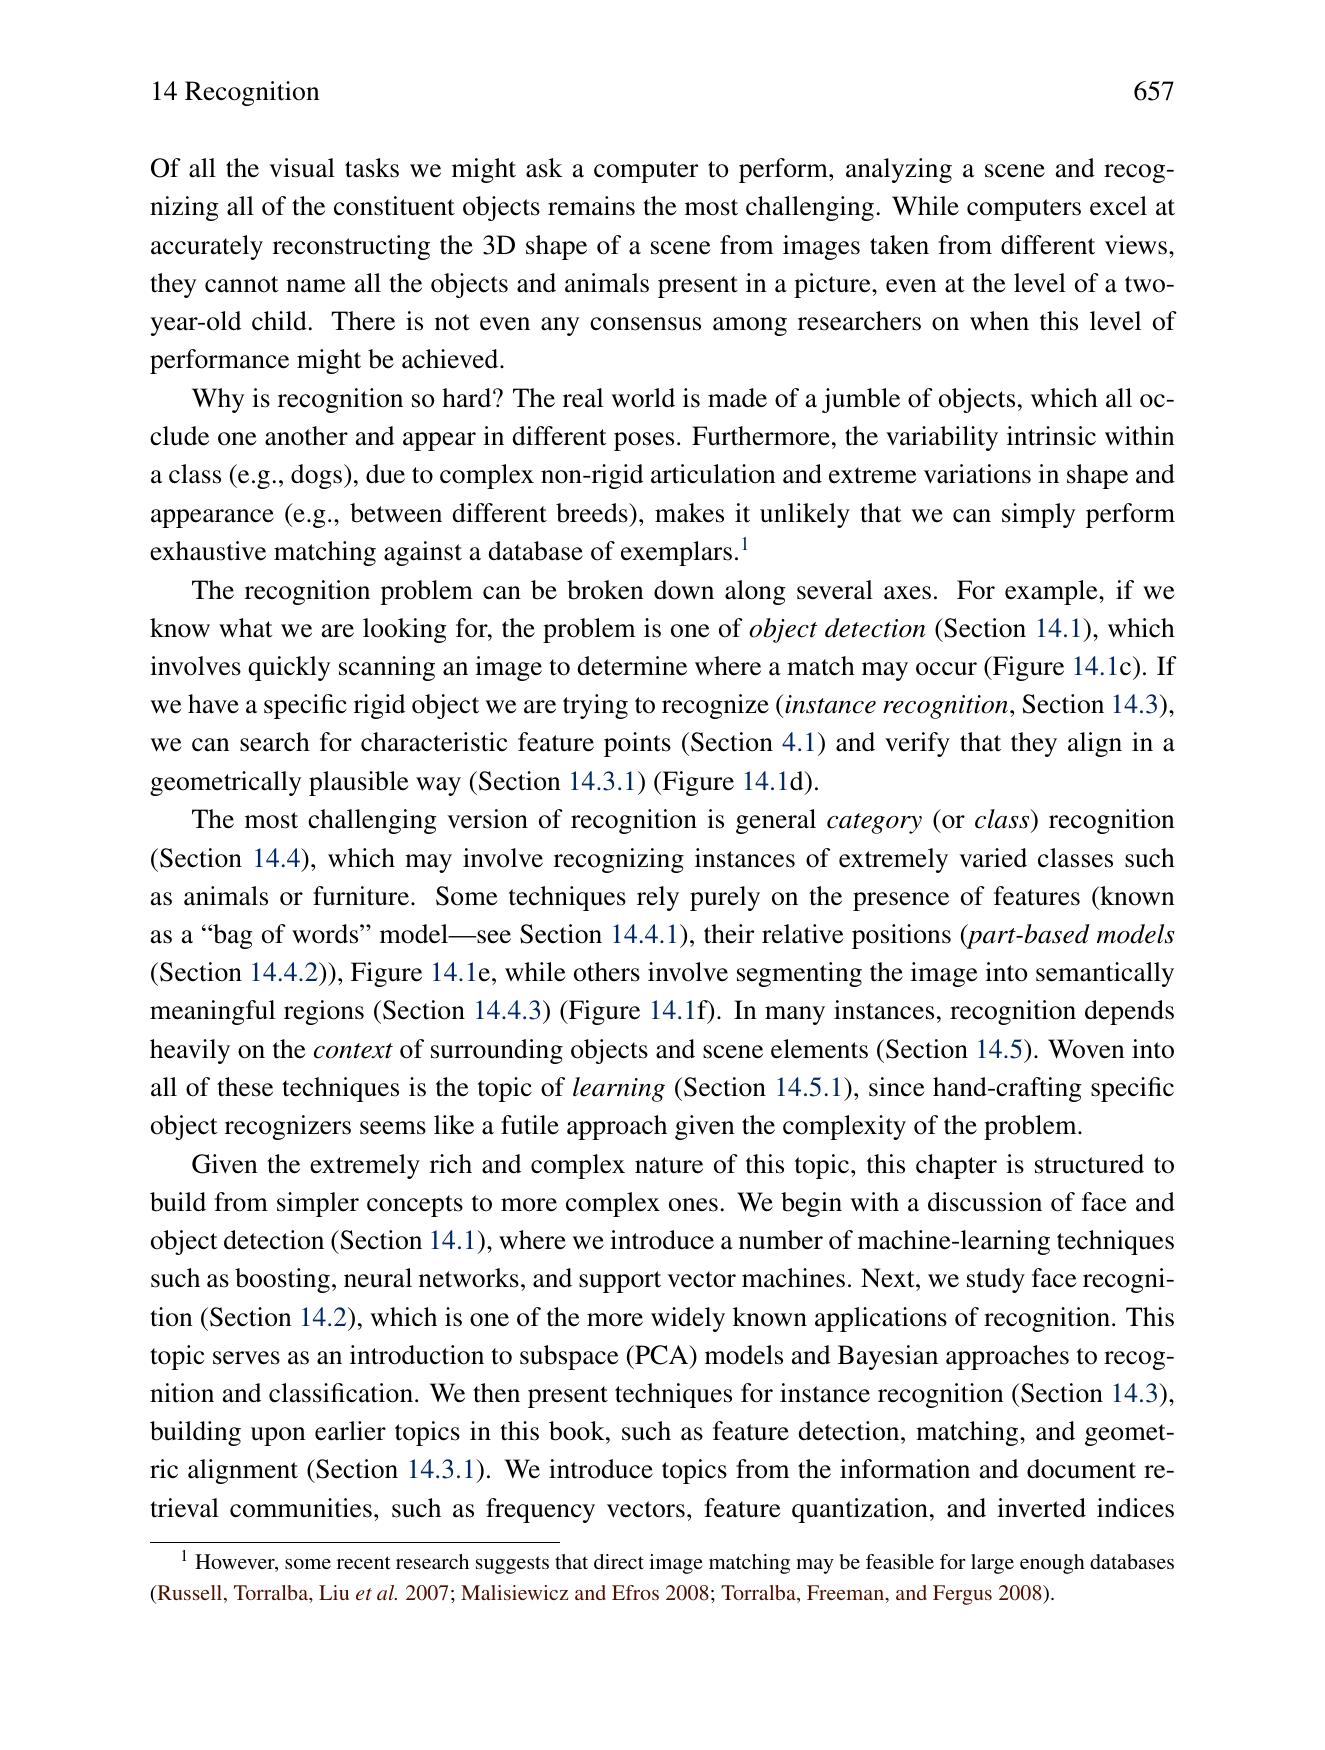 14 Recognition 657
Of all the visual tasks we might ask a computer to perform, analyzing a scene and recog-
nizing all of the constituent objects remains the most challenging. While computers excel at
accurately reconstructing the 3D shape of a scene from images taken from different views,
they cannot name all the objects and animals present in a picture, even at the level of a two-
year-old child. There is not even any consensus among researchers on when this level of
performance might be achieved.
Why is recognition so hard? The real world is made of a jumble of objects, which all oc-
clude one another and appear in different poses. Furthermore, the variability intrinsic within
a class (e.g., dogs), due to complex non-rigid articulation and extreme variations in shape and
appearance (e.g., between different breeds), makes it unlikely that we can simply perform
exhaustive matching against a database of exemplars.1
The recognition problem can be broken down along several axes. For example, if we
know what we are looking for, the problem is one of object detection (Section 14.1), which
involves quickly scanning an image to determine where a match may occur (Figure 14.1c). If
we have a specific rigid object we are trying to recognize (instance recognition, Section 14.3),
we can search for characteristic feature points (Section 4.1) and verify that they align in a
geometrically plausible way (Section 14.3.1) (Figure 14.1d).
The most challenging version of recognition is general category (or class) recognition
(Section 14.4), which may involve recognizing instances of extremely varied classes such
as animals or furniture. Some techniques rely purely on the presence of features (known
as a “bag of words” model—see Section 14.4.1), their relative positions (part-based models
(Section 14.4.2)), Figure 14.1e, while others involve segmenting the image into semantically
meaningful regions (Section 14.4.3) (Figure 14.1f). In many instances, recognition depends
heavily on the context of surrounding objects and scene elements (Section 14.5). Woven into
all of these techniques is the topic of learning (Section 14.5.1), since hand-crafting specific
object recognizers seems like a futile approach given the complexity of the problem.
Given the extremely rich and complex nature of this topic, this chapter is structured to
build from simpler concepts to more complex ones. We begin with a discussion of face and
object detection (Section 14.1), where we introduce a number of machine-learning techniques
such as boosting, neural networks, and support vector machines. Next, we study face recogni-
tion (Section 14.2), which is one of the more widely known applications of recognition. This
topic serves as an introduction to subspace (PCA) models and Bayesian approaches to recog-
nition and classification. We then present techniques for instance recognition (Section 14.3),
building upon earlier topics in this book, such as feature detection, matching, and geomet-
ric alignment (Section 14.3.1). We introduce topics from the information and document re-
trieval communities, such as frequency vectors, feature quantization, and inverted indices
1 However, some recent research suggests that direct image matching may be feasible for large enough databases
(Russell, Torralba, Liu et al. 2007; Malisiewicz and Efros 2008; Torralba, Freeman, and Fergus 2008).